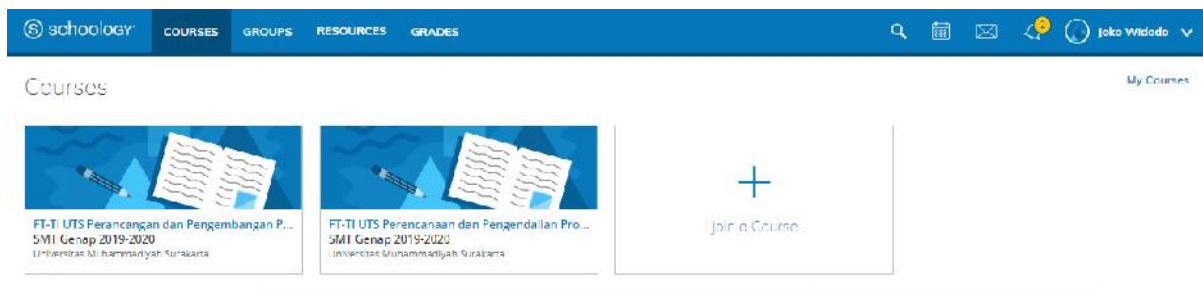 schoology COURSES GROUPS RESOURCES GRADES 2 Joko Widodo
Courses
My Courses
FT-TI UTS Perancangan dan Pengembangan P...
SMT Genap 2019-2020
Universitas Muhammadiyah Surakarta
FT-TI UTS Perencanaan dan Pengendalian Pro...
SMT Genap 2019-2020
Universitas Muhammadiyah Surakarta
Join a Course